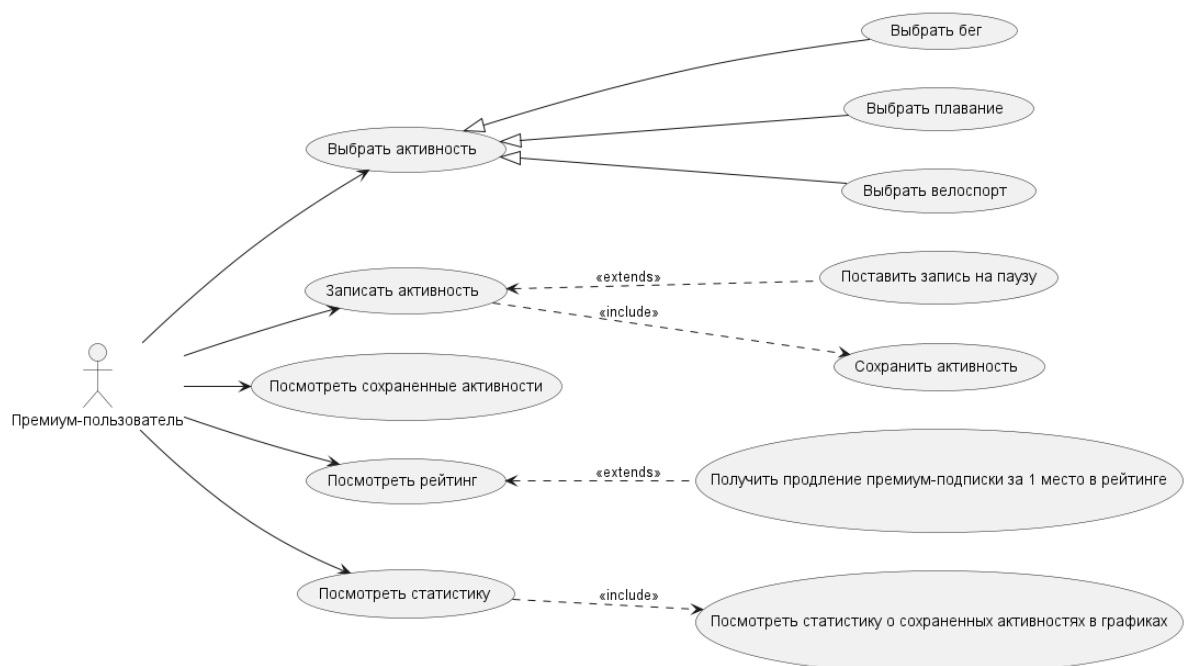 Выбрать бег
Выбрать плавание
Выбрать активность
Выбрать велоспорт
«extends»
Поставить запись на паузу
Записать активность
«include»
Сохранить активность
Посмотреть сохраненные активности
Премиум-пользователь
«extends»
Получить продление премиум-подписки за 1 место в рейтинге
Посмотреть рейтинг
«include»
Посмотреть статистику
Посмотреть статистику о сохраненных активностях в графиках